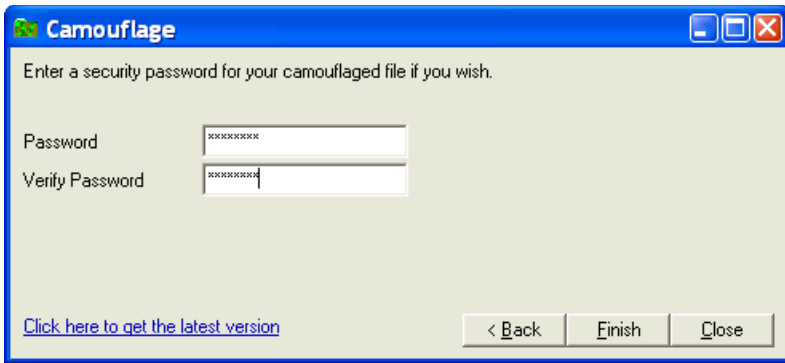 Camouflage
Enter a security password for your camouflaged file if you wish.
Password
********
Verify Password
********
Click here to get the latest version
< Back
Finish
Close